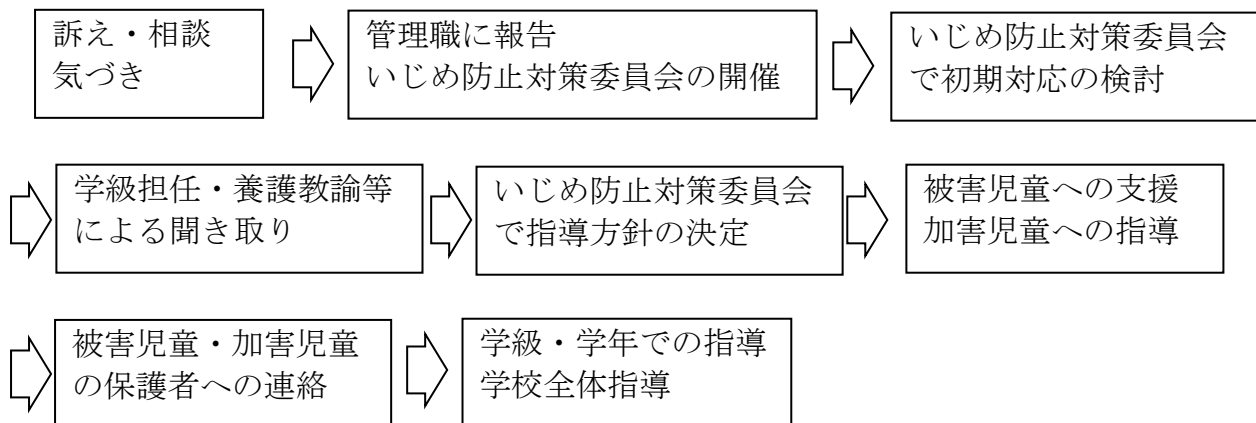 訴え・相談
気づき
管理職に報告
いじめ防止対策委員会の開催
いじめ防止対策委員会
で初期対応の検討
学級担任・養護教諭等
による聞き取り
いじめ防止対策委員会
で指導方針の決定
被害児童への支援
加害児童への指導
被害児童・加害児童
の保護者への連絡
学級・学年での指導
学校全体指導